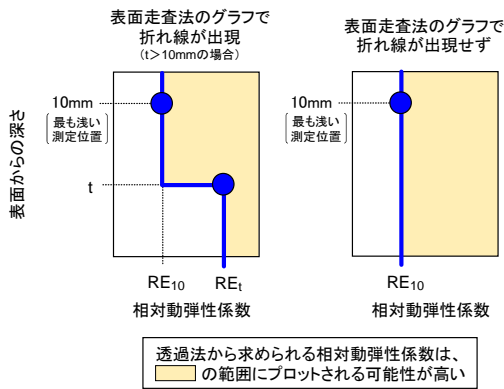 表面走査法のグラフで
折れ線が出現
（t＞10mmの場合）
表面からの深さ
10mm
最も浅い
測定位置
t
RE10
REt
相対動弾性係数
表面走査法のグラフで
折れ線が出現せず
10mm
最も浅い
測定位置
RE10
相対動弾性係数
透過法から求められる相対動弾性係数は、
の範囲にプロットされる可能性が高い